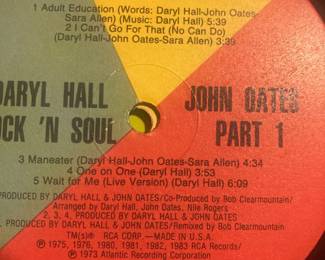 1 Adult Education (Words: Daryl Hall-John Oates-
Sara Allen) (Music: Daryl Hall) 5:39
2 I Can't Go For That (No Can Do)
(Daryl Hall-John Oates-Sara Allen) 3:39
DARYL HALL JOHN OATES
OCK 'N SOUL PART 1
3 Maneater (Daryl Hall-John Oates-Sara Allen) 4:34
4 One on One (Daryl Hall) 3:53
5 Wait for Me (Live Version) (Daryl Hall) 6:09
PRODUCED BY DARYL HALL & JOHN OATES/Co-Produced by Bob Clearmountain/
Arranged by Daryl Hall, John Oates, Nile Rogers
2, 3, 4, PRODUCED BY DARYL HALL & JOHN OATES
PRODUCED BY DARYL HALL & JOHN OATES/Remixed by Bob Clearmountain
TM(s)® RCA CORP.—MADE IN U.S.A.
℗ 1975, 1976, 1980, 1981, 1982, 1983 RCA Records/
℗ 1973 Atlantic Recording Corporation